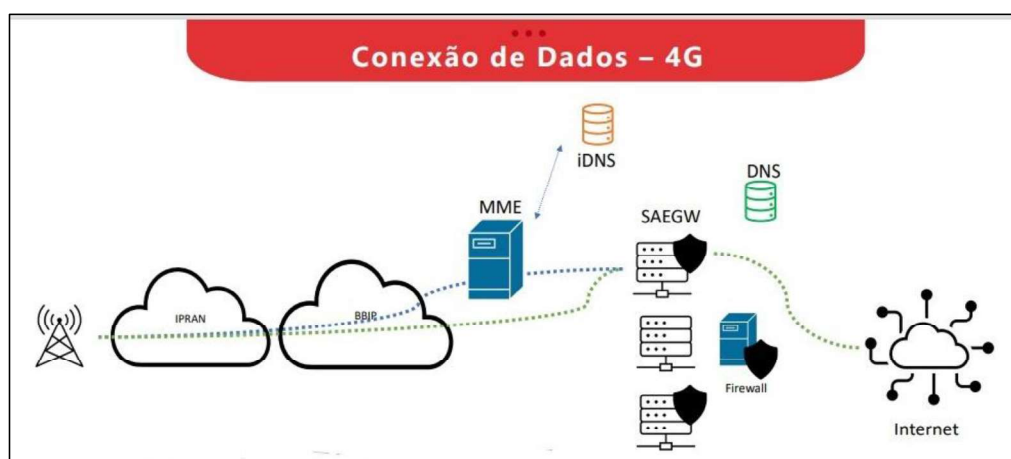 Conexão de Dados – 4G
iDNS
DNS
MME
SAEGW
IPRAN
BBIP
Firewall
Internet